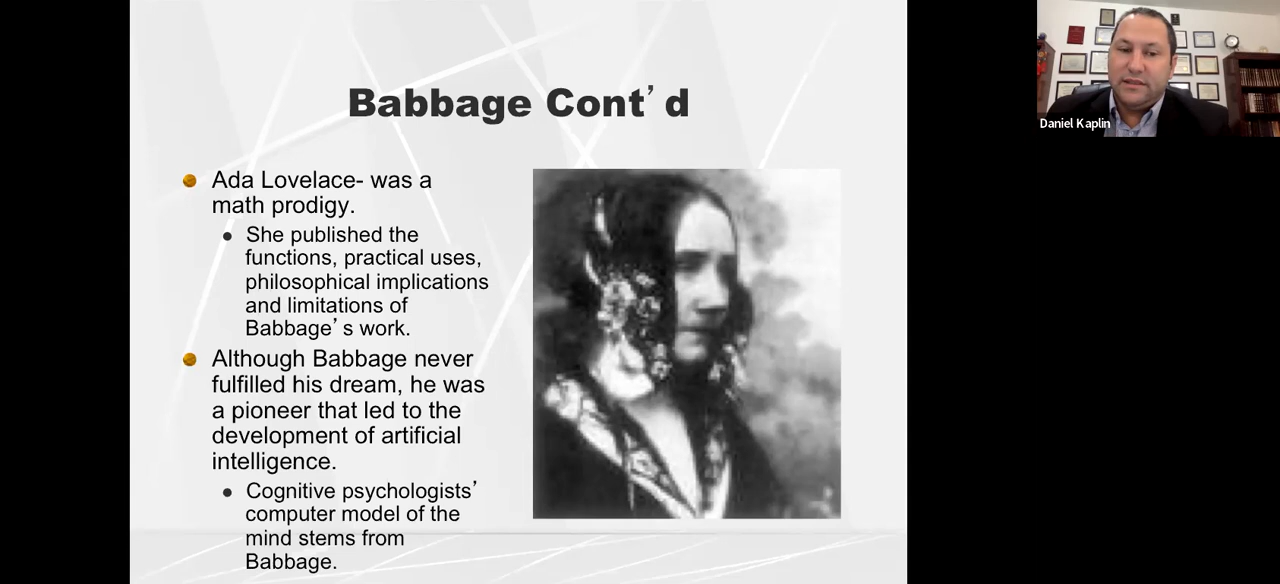 Babbage Cont’d
Ada Lovelace- was a
math prodigy.
She published the
functions, practical uses,
philosophical implications
and limitations of
Babbage’s work.
Although Babbage never
fulfilled his dream, he was
a pioneer that led to the
development of artificial
intelligence.
Cognitive psychologists’
computer model of the
mind stems from
Babbage.
Daniel Kaplin